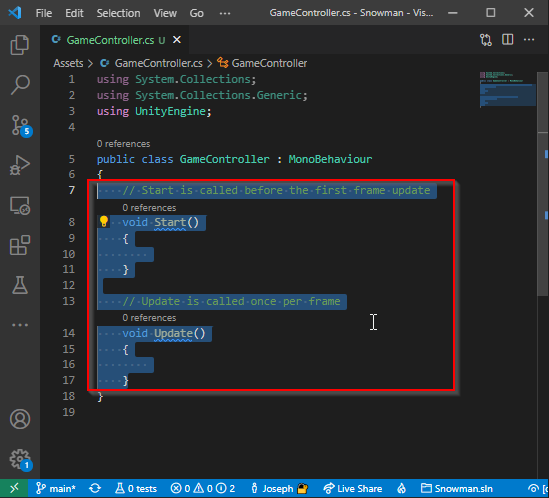 File Edit Selection View Go ··· GameController.cs - Snowman - Vis...
GameController.cs U
Assets > GameController.cs > GameController
1 using System.Collections;
2 using System.Collections.Generic;
3 using UnityEngine;
4
0 references
5 public class GameController : MonoBehaviour
6 {
7 // Start is called before the first frame update
0 references
8 void Start()
9 {
10
11 }
12
13 // Update is called once per frame
0 references
14 void Update()
15 {
16
17 }
18 }
19
5
1
main* 0 tests 0 0 2 Joseph Live Share Snowman.sln